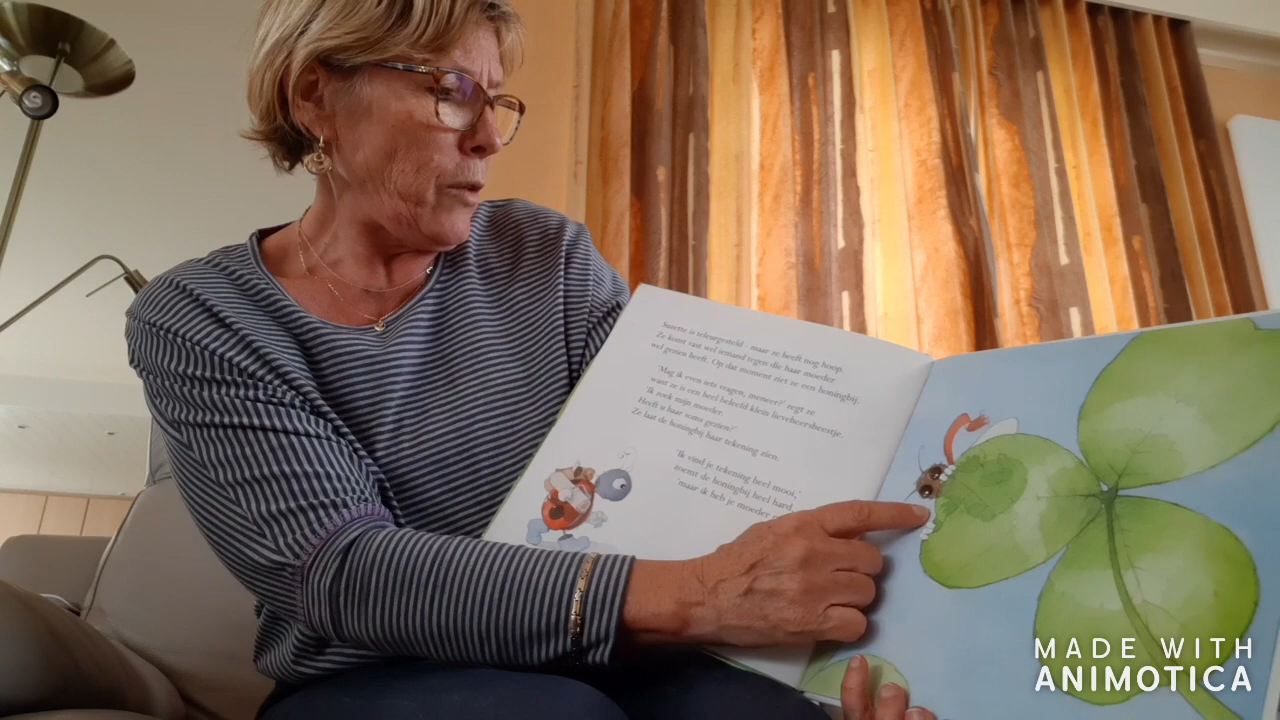 Suzette is teleurgesteld - maar ze heeft nog hoop.
Ze komt vast wel iemand tegen die haar moeder
wel gezien heeft. Op dat moment ziet ze een honingbij.
'Mag ik even iets vragen, meneer?' zegt ze
want ze is een heel beleefd klein lieveheersbeestje.
'Ik zoek mijn moeder.
Heeft u haar soms gezien?'
Ze laat de honingbij haar tekening zien.
'Ik vind je tekening heel mooi,'
zoemt de honingbij heel hard,
'maar ik heb je moeder
MADE WITH
ANIMOTICA